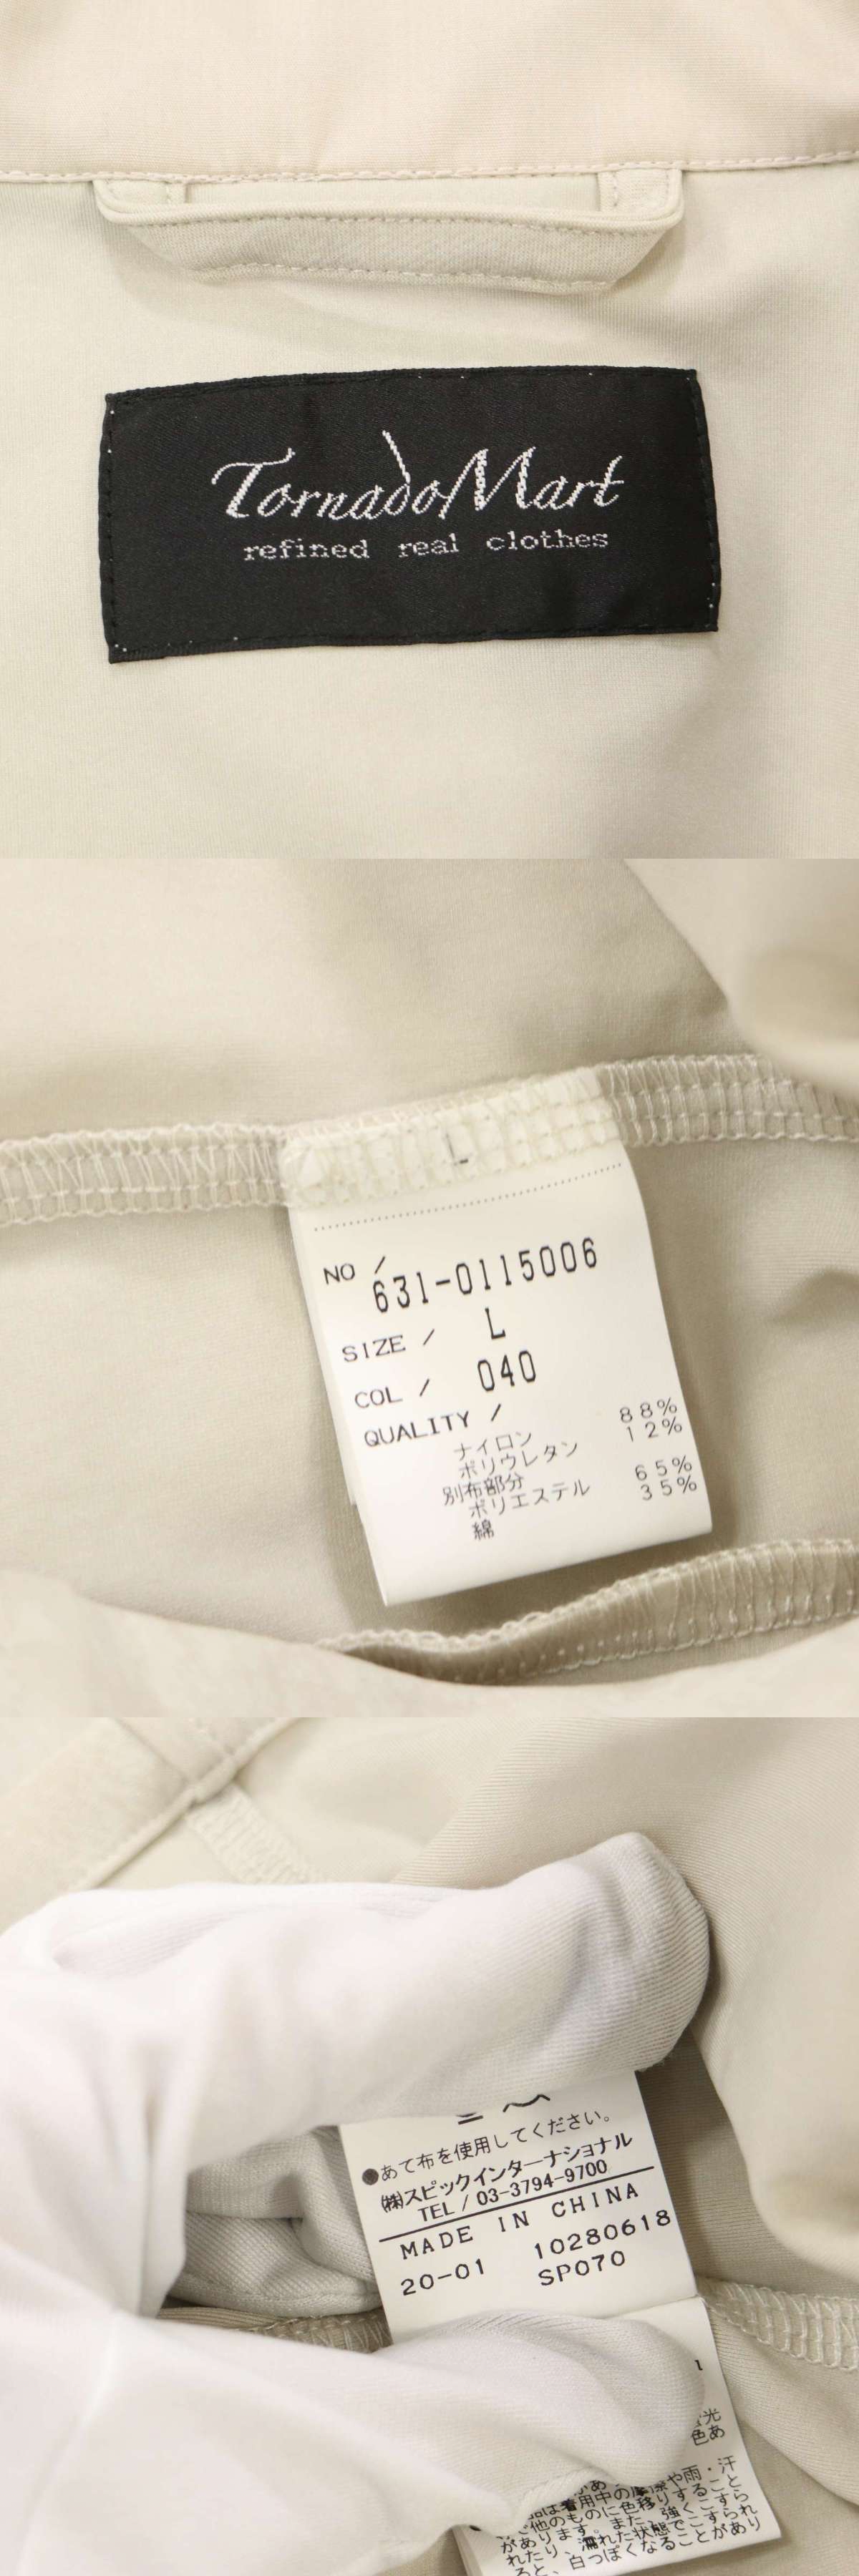 TornadoMart
refined real clothes
L
NO / 631-0115006
SIZE / L
COL / 040
QUALITY /
ナイロン 88%
ポリウレタン 12%
別布部分
ポリエステル 65%
綿 35%
●あて布を使用してください。
㈱スピックインターナショナル
TEL / 03-3794-9700
MADE IN CHINA
20-01 10280618
SP070